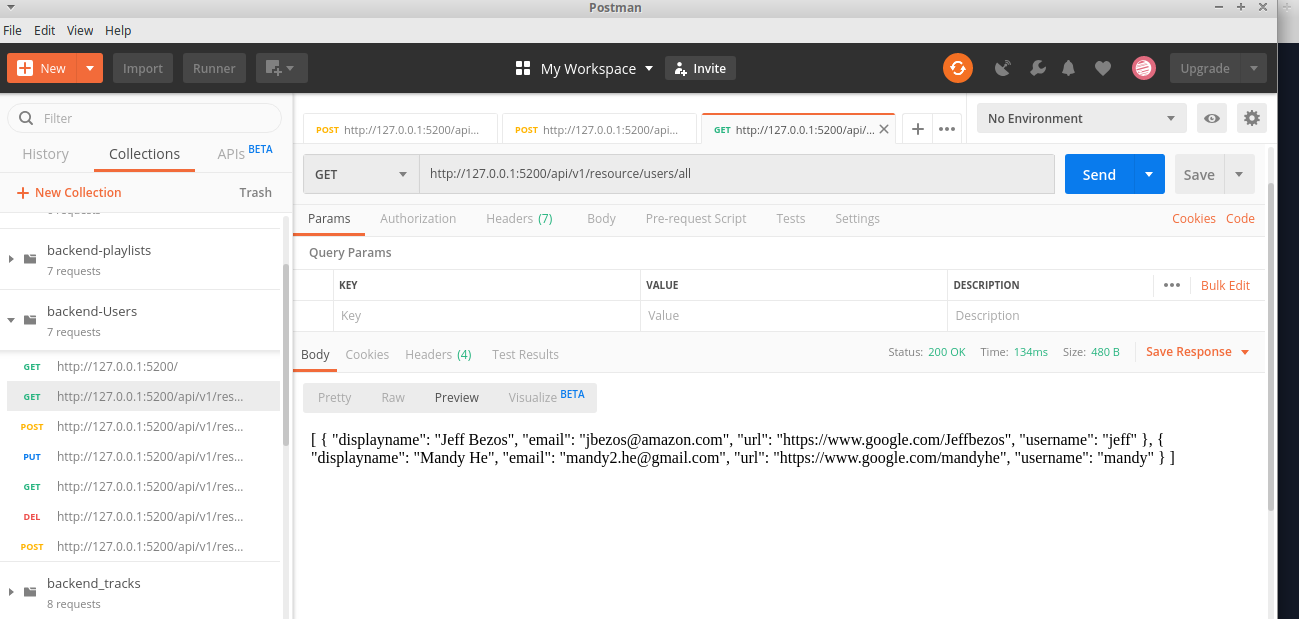 Postman
File Edit View Help
New Import Runner My Workspace Invite Upgrade
Filter
History Collections APIs BETA
New Collection Trash
backend-playlists
7 requests
backend-Users
7 requests
GET http://127.0.0.1:5200/
GET http://127.0.0.1:5200/api/v1/res...
POST http://127.0.0.1:5200/api/v1/res...
PUT http://127.0.0.1:5200/api/v1/res...
GET http://127.0.0.1:5200/api/v1/res...
DEL http://127.0.0.1:5200/api/v1/res...
POST http://127.0.0.1:5200/api/v1/res...
backend_tracks
8 requests
POST http://127.0.0.1:5200/api... POST http://127.0.0.1:5200/api... GET http://127.0.0.1:5200/api/... No Environment
GET http://127.0.0.1:5200/api/v1/resource/users/all Send Save
Params Authorization Headers (7) Body Pre-request Script Tests Settings Cookies Code
Query Params
KEY VALUE DESCRIPTION Bulk Edit
Key Value Description
Body Cookies Headers (4) Test Results Status: 200 OK Time: 134ms Size: 480 B Save Response
Pretty Raw Preview Visualize BETA
[ { "displayname": "Jeff Bezos", "email": "jbezos@amazon.com", "url": "https://www.google.com/Jeffbezos", "username": "jeff" }, {
"displayname": "Mandy He", "email": "mandy2.he@gmail.com", "url": "https://www.google.com/mandyhe", "username": "mandy" } ]